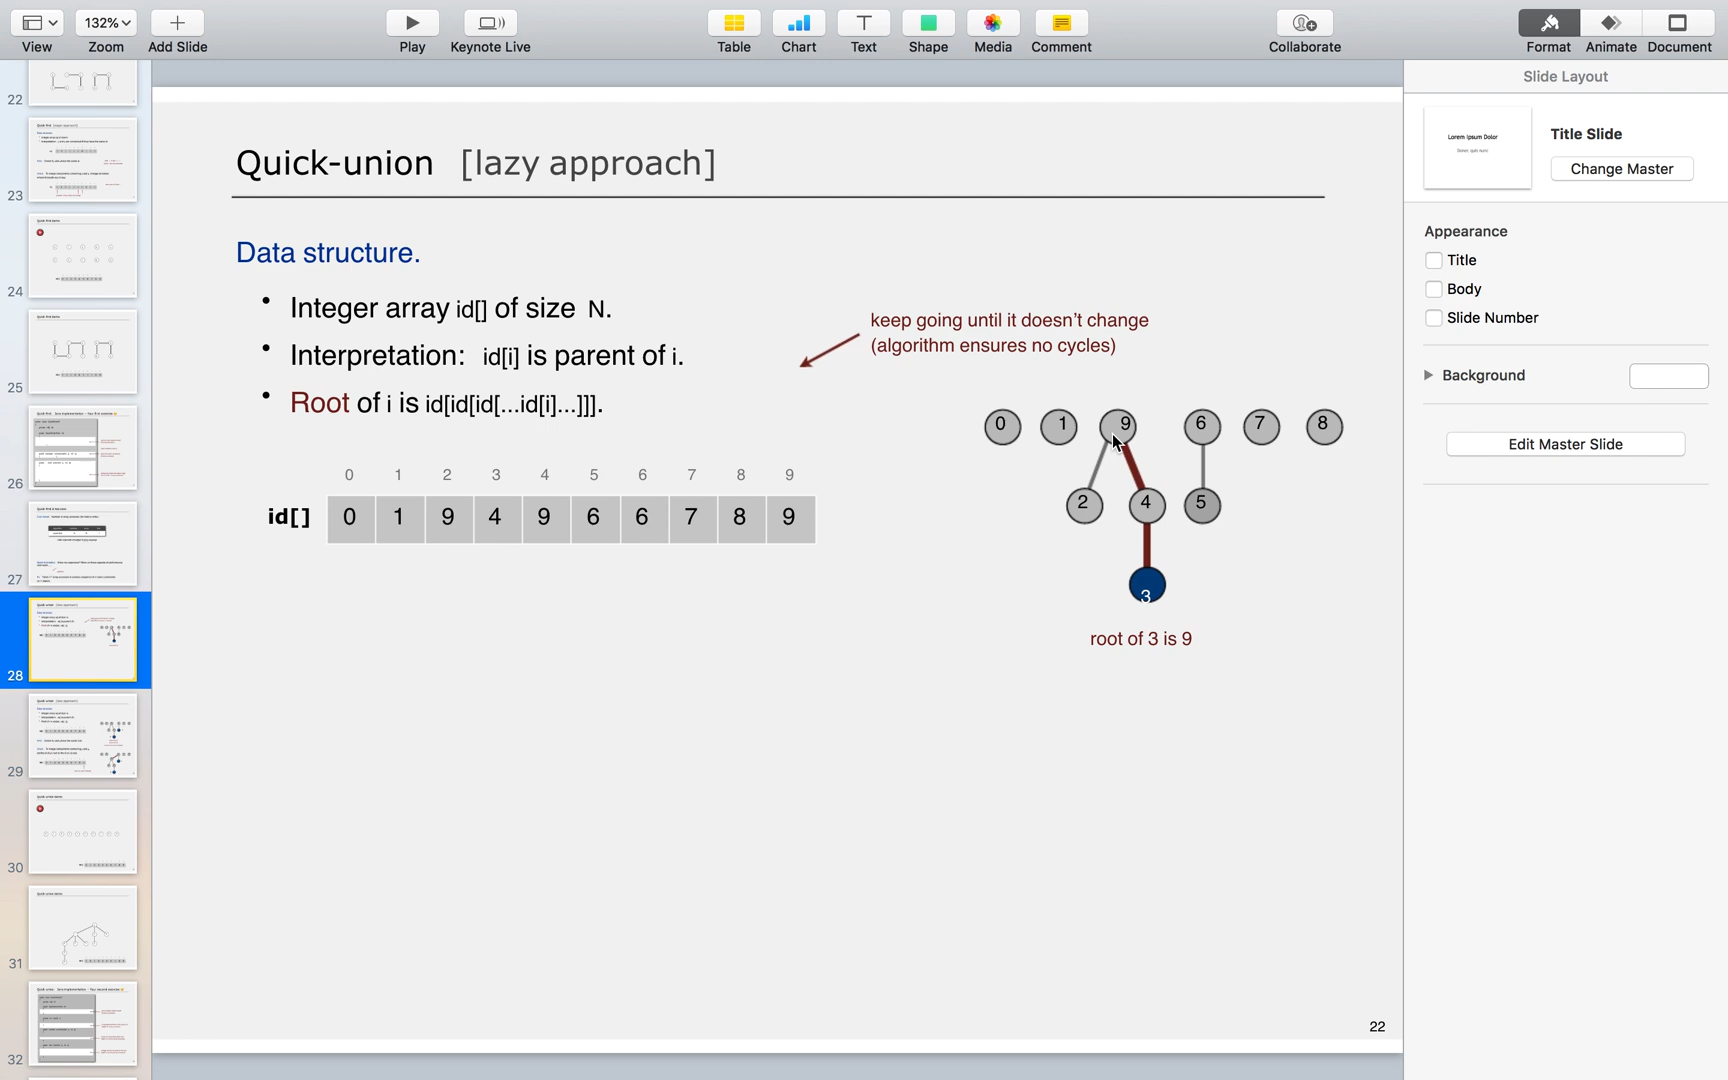 132%
View
Zoom
Add Slide
Play
Keynote Live
Table
Chart
Text
Shape
Media
Comment
Collaborate
Format
Animate
Document
22
23
24
25
26
27
28
29
30
31
32
Quick-union [lazy approach]
Data structure.
• Integer array id[] of size N.
• Interpretation: id[i] is parent of i.
• Root of i is id[id[id[...id[i]...]]].
keep going until it doesn't change
(algorithm ensures no cycles)
0 1 2 3 4 5 6 7 8 9
id[] 0 1 9 4 9 6 6 7 8 9
0 1 9 6 7 8
2 4 5
3
root of 3 is 9
22
Slide Layout
Lorem Ipsum Dolor
Donec quis nunc
Title Slide
Change Master
Appearance
Title
Body
Slide Number
Background
Edit Master Slide